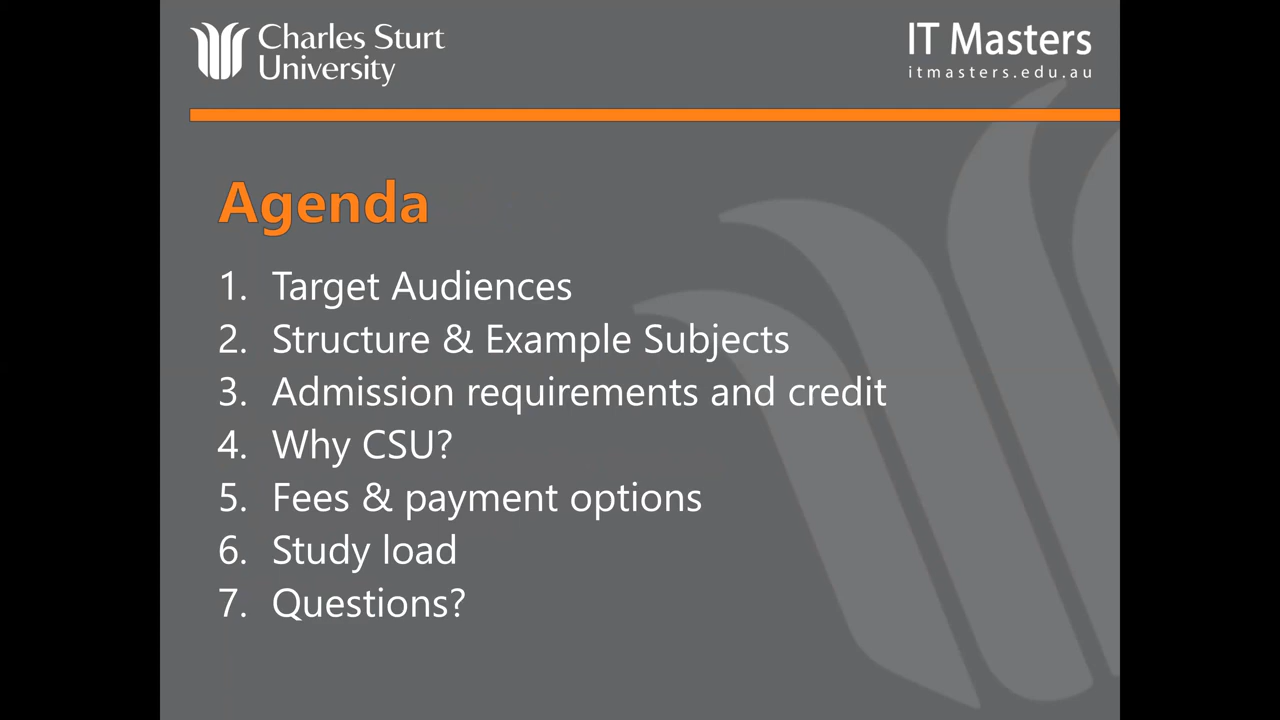 Charles Sturt
University
IT Masters
itmasters.edu.au
Agenda
1. Target Audiences
2. Structure & Example Subjects
3. Admission requirements and credit
4. Why CSU?
5. Fees & payment options
6. Study load
7. Questions?